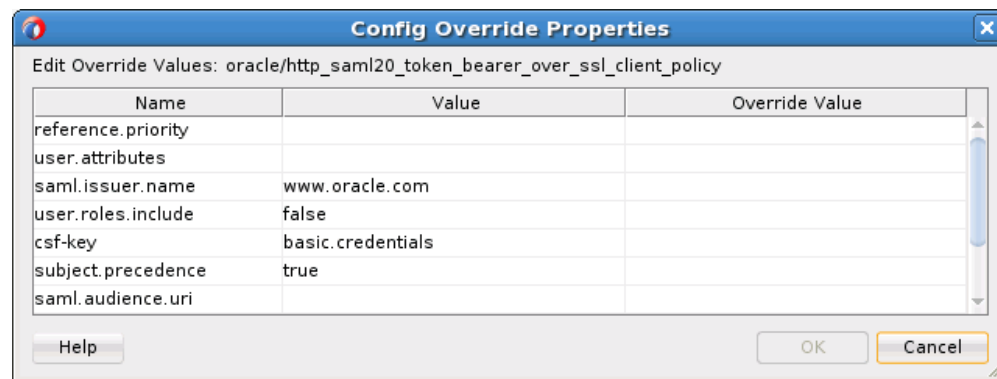 Config Override Properties
Edit Override Values: oracle/http_saml20_token_bearer_over_ssl_client_policy
Name Value Override Value
reference.priority
user.attributes
saml.issuer.name www.oracle.com
user.roles.include false
csf-key basic.credentials
subject.precedence true
saml.audience.uri
Help OK Cancel